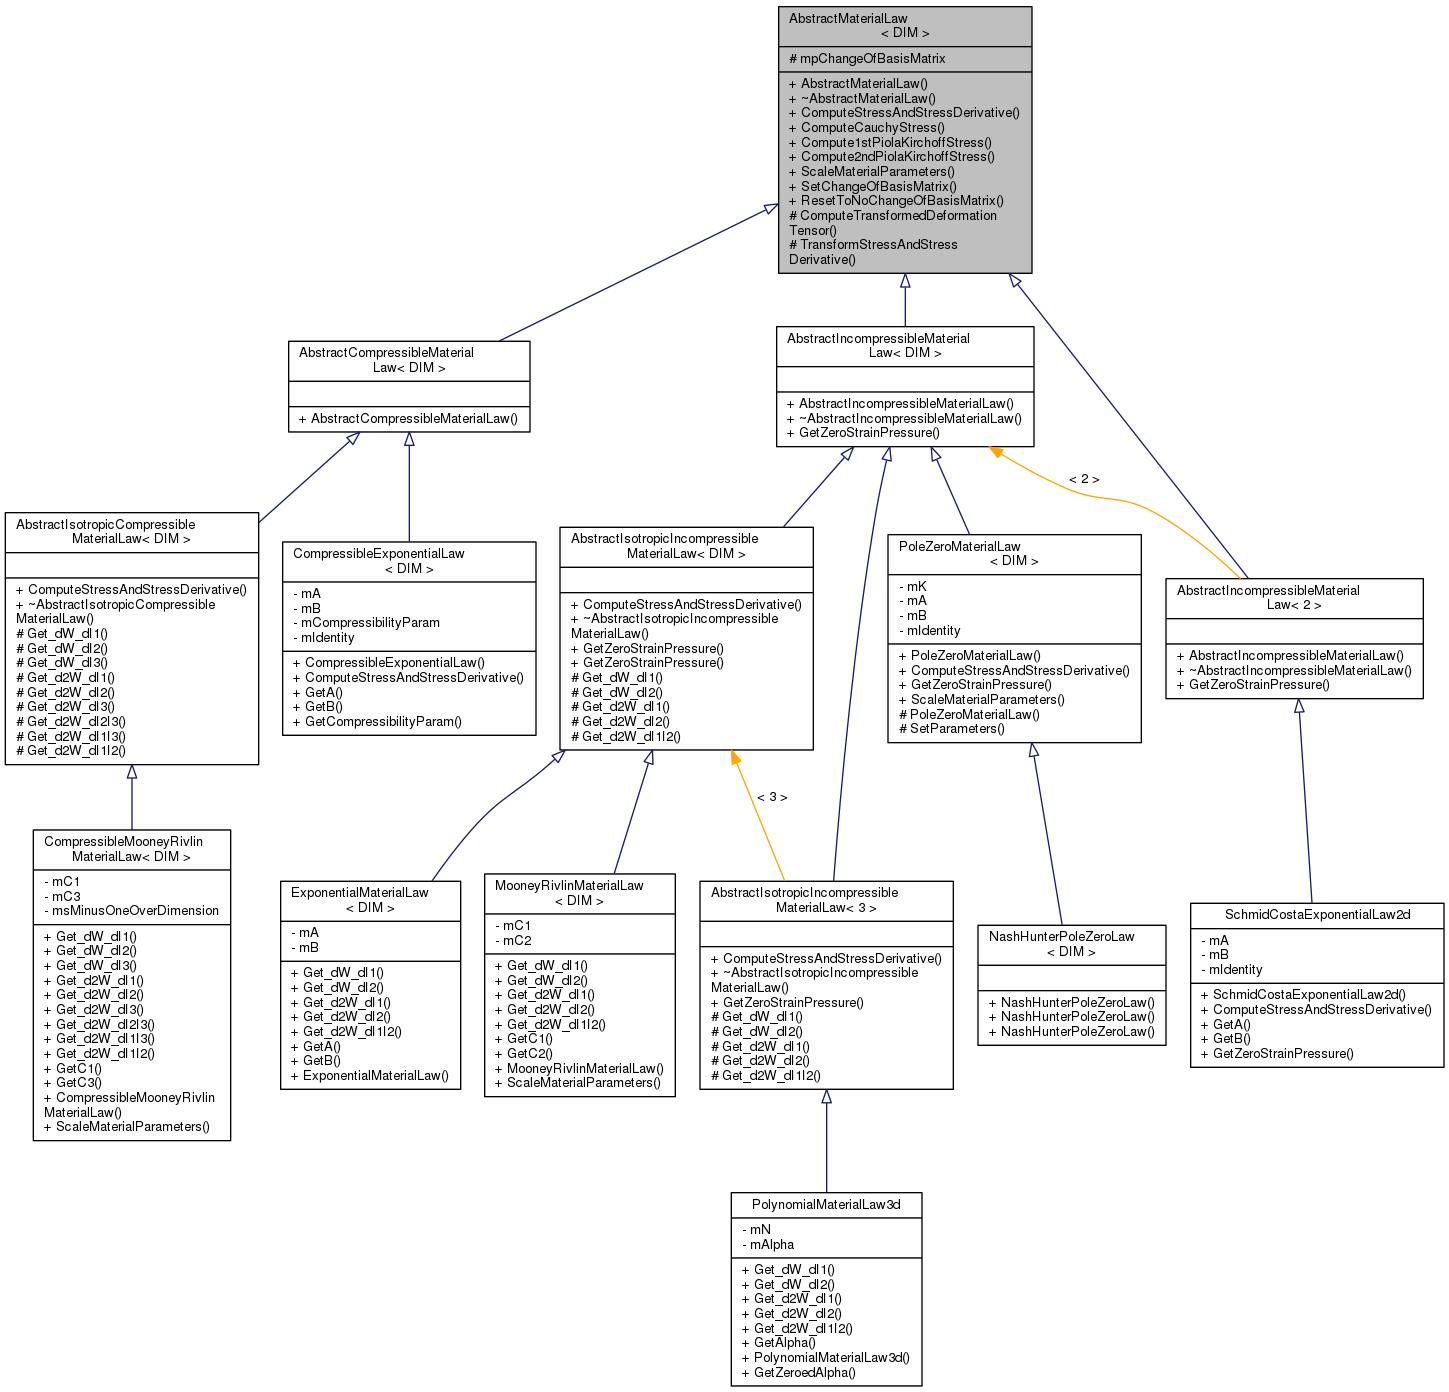 AbstractMaterialLaw
< DIM >
# mpChangeOfBasisMatrix
+ AbstractMaterialLaw()
+ ~AbstractMaterialLaw()
+ ComputeStressAndStressDerivative()
+ ComputeCauchyStress()
+ Compute1stPiolaKirchoffStress()
+ Compute2ndPiolaKirchoffStress()
+ ScaleMaterialParameters()
+ SetChangeOfBasisMatrix()
+ ResetToNoChangeOfBasisMatrix()
# ComputeTransformedDeformation
Tensor()
# TransformStressAndStress
Derivative()
AbstractCompressibleMaterial
Law< DIM >
+ AbstractCompressibleMaterialLaw()
AbstractIncompressibleMaterial
Law< DIM >
+ AbstractIncompressibleMaterialLaw()
+ ~AbstractIncompressibleMaterialLaw()
+ GetZeroStrainPressure()
< 2 >
AbstractIsotropicCompressible
MaterialLaw< DIM >
+ ComputeStressAndStressDerivative()
+ ~AbstractIsotropicCompressible
MaterialLaw()
# Get_dW_dI1()
# Get_dW_dI2()
# Get_dW_dI3()
# Get_d2W_dI1()
# Get_d2W_dI2()
# Get_d2W_dI3()
# Get_d2W_dI2I3()
# Get_d2W_dI1I3()
# Get_d2W_dI1I2()
CompressibleExponentialLaw
< DIM >
- mA
- mB
- mCompressibilityParam
- mIdentity
+ CompressibleExponentialLaw()
+ ComputeStressAndStressDerivative()
+ GetA()
+ GetB()
+ GetCompressibilityParam()
AbstractIsotropicIncompressible
MaterialLaw< DIM >
+ ComputeStressAndStressDerivative()
+ ~AbstractIsotropicIncompressible
MaterialLaw()
+ GetZeroStrainPressure()
+ GetZeroStrainPressure()
# Get_dW_dI1()
# Get_dW_dI2()
# Get_d2W_dI1()
# Get_d2W_dI2()
# Get_d2W_dI1I2()
PoleZeroMaterialLaw
< DIM >
- mK
- mA
- mB
- mIdentity
+ PoleZeroMaterialLaw()
+ ComputeStressAndStressDerivative()
+ GetZeroStrainPressure()
+ ScaleMaterialParameters()
# PoleZeroMaterialLaw()
# SetParameters()
AbstractIncompressibleMaterial
Law< 2 >
+ AbstractIncompressibleMaterialLaw()
+ ~AbstractIncompressibleMaterialLaw()
+ GetZeroStrainPressure()
< 3 >
CompressibleMooneyRivlin
MaterialLaw< DIM >
- mC1
- mC3
- msMinusOneOverDimension
+ Get_dW_dI1()
+ Get_dW_dI2()
+ Get_dW_dI3()
+ Get_d2W_dI1()
+ Get_d2W_dI2()
+ Get_d2W_dI3()
+ Get_d2W_dI2I3()
+ Get_d2W_dI1I3()
+ Get_d2W_dI1I2()
+ GetC1()
+ GetC3()
+ CompressibleMooneyRivlin
MaterialLaw()
+ ScaleMaterialParameters()
ExponentialMaterialLaw
< DIM >
- mA
- mB
+ Get_dW_dI1()
+ Get_dW_dI2()
+ Get_d2W_dI1()
+ Get_d2W_dI2()
+ Get_d2W_dI1I2()
+ GetA()
+ GetB()
+ ExponentialMaterialLaw()
MooneyRivlinMaterialLaw
< DIM >
- mC1
- mC2
+ Get_dW_dI1()
+ Get_dW_dI2()
+ Get_d2W_dI1()
+ Get_d2W_dI2()
+ Get_d2W_dI1I2()
+ GetC1()
+ GetC2()
+ MooneyRivlinMaterialLaw()
+ ScaleMaterialParameters()
AbstractIsotropicIncompressible
MaterialLaw< 3 >
+ ComputeStressAndStressDerivative()
+ ~AbstractIsotropicIncompressible
MaterialLaw()
+ GetZeroStrainPressure()
# Get_dW_dI1()
# Get_dW_dI2()
# Get_d2W_dI1()
# Get_d2W_dI2()
# Get_d2W_dI1I2()
NashHunterPoleZeroLaw
< DIM >
+ NashHunterPoleZeroLaw()
+ NashHunterPoleZeroLaw()
+ NashHunterPoleZeroLaw()
SchmidCostaExponentialLaw2d
- mA
- mB
- mIdentity
+ SchmidCostaExponentialLaw2d()
+ ComputeStressAndStressDerivative()
+ GetA()
+ GetB()
+ GetZeroStrainPressure()
PolynomialMaterialLaw3d
- mN
- mAlpha
+ Get_dW_dI1()
+ Get_dW_dI2()
+ Get_d2W_dI1()
+ Get_d2W_dI2()
+ Get_d2W_dI1I2()
+ GetAlpha()
+ PolynomialMaterialLaw3d()
+ GetZeroedAlpha()